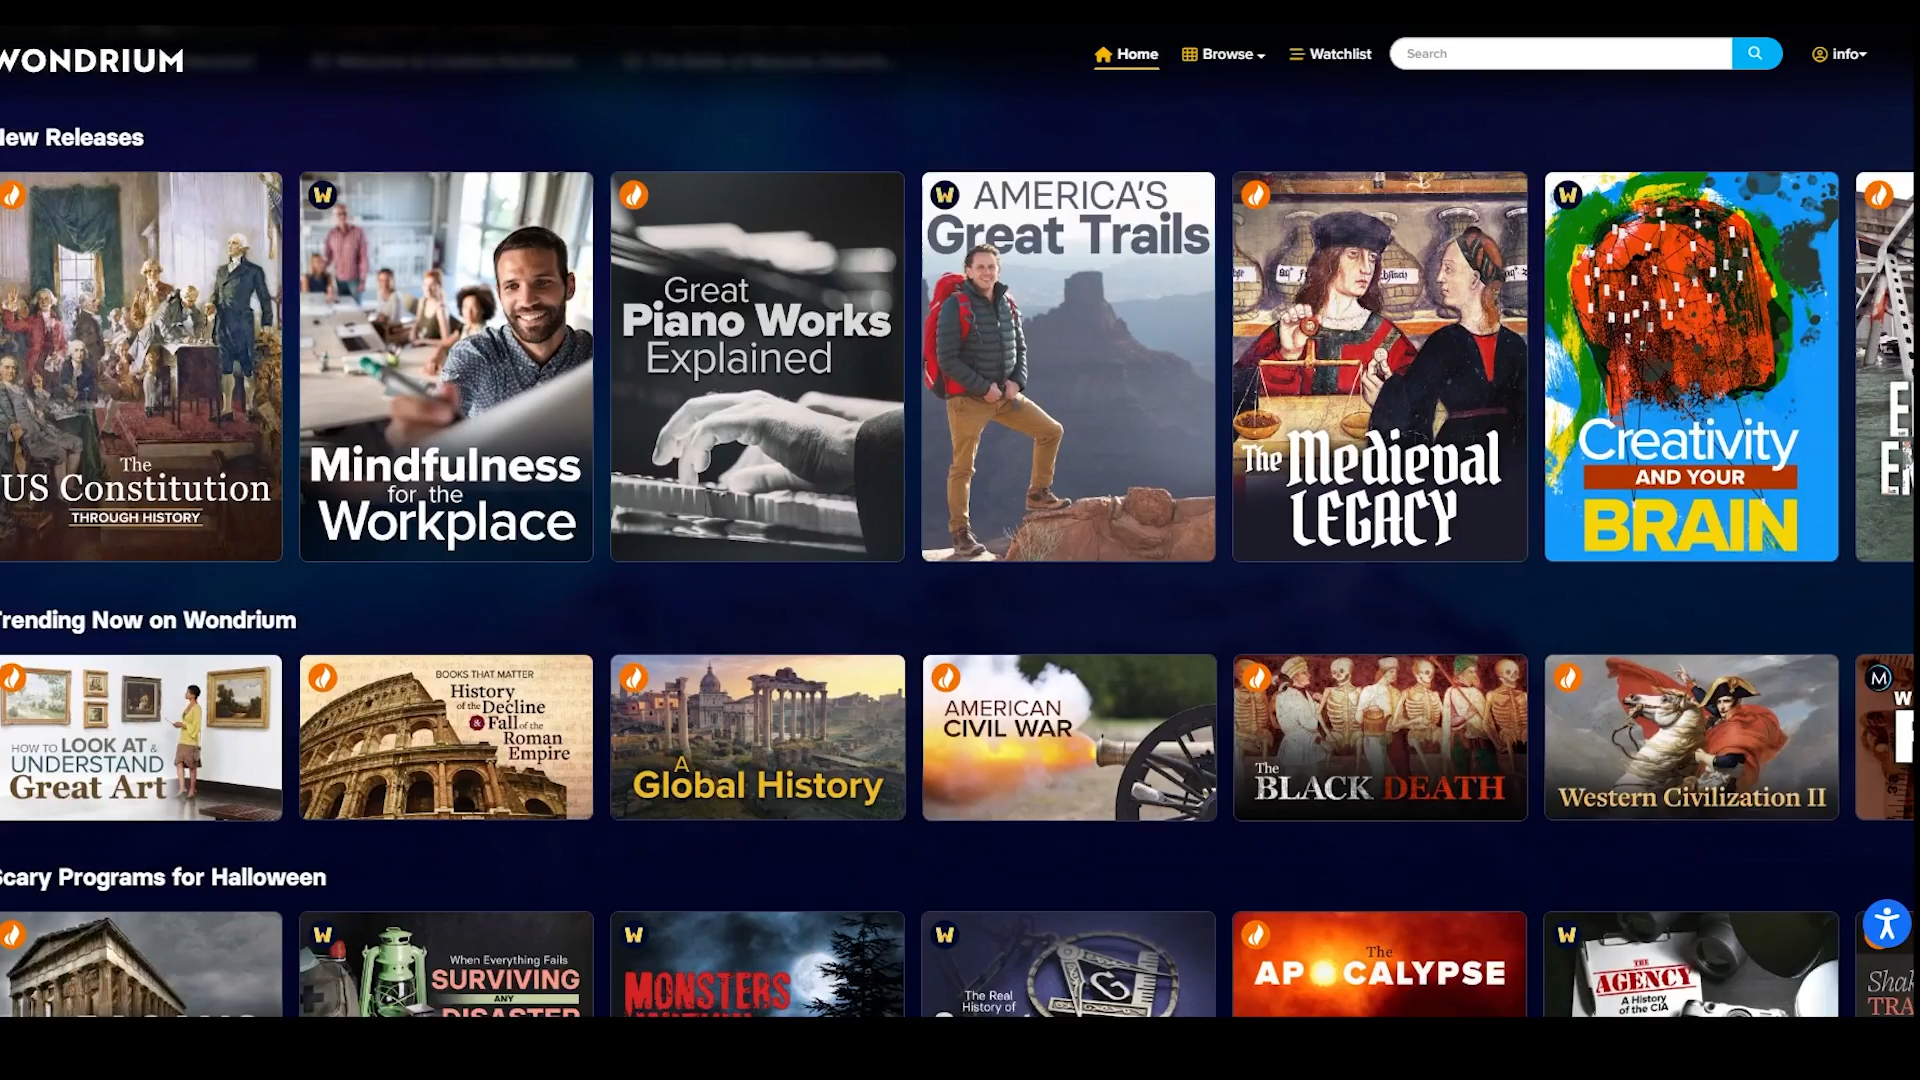 WONDRIUM
Home
Browse
Watchlist
Search
info
New Releases
The
US Constitution
THROUGH HISTORY
Mindfulness
for the
Workplace
Great
Piano Works
Explained
AMERICA'S
Great Trails
The Medieval
LEGACY
Creativity
AND YOUR
BRAIN
Trending Now on Wondrium
HOW TO LOOK AT &
UNDERSTAND
Great Art
BOOKS THAT MATTER
History
of the Decline
& Fall of the
Roman
Empire
A
Global History
AMERICAN
CIVIL WAR
The
BLACK DEATH
Western Civilization II
Scary Programs for Halloween
When Everything Fails
SURVIVING
ANY
DISASTER
MONSTERS
The Real
History of
The
APOCALYPSE
THE
AGENCY
A History
of the CIA